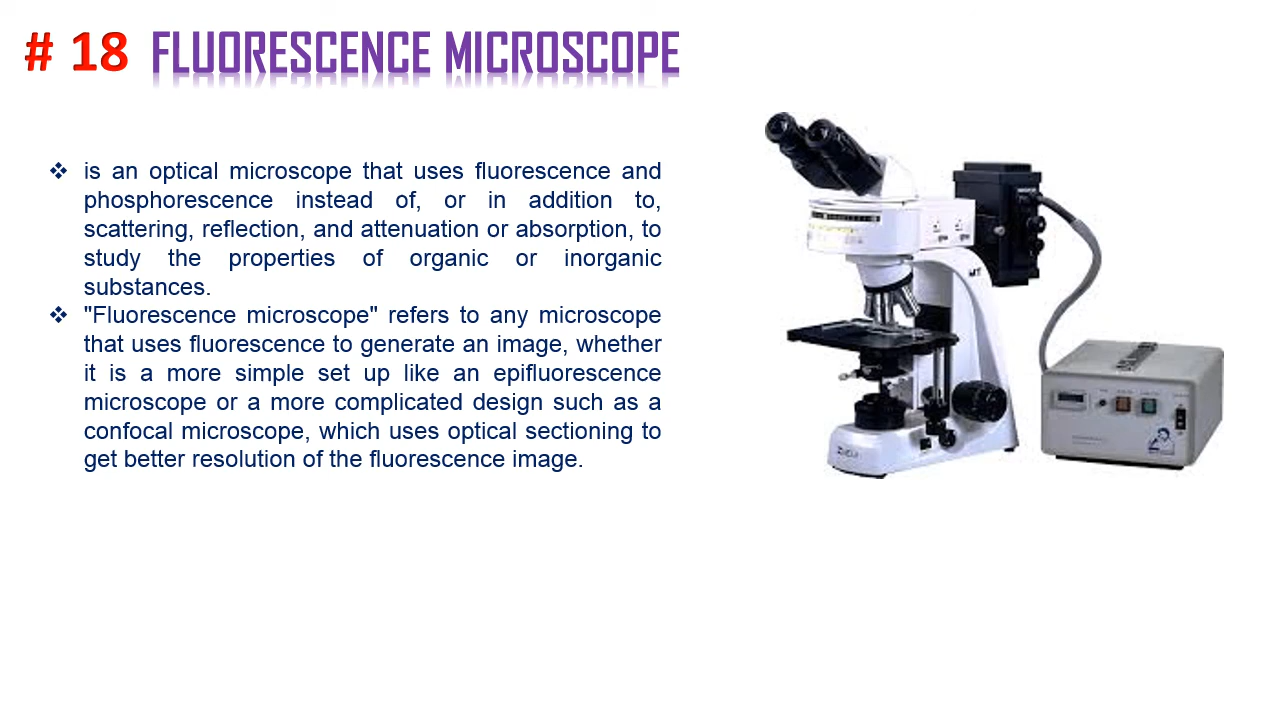 # 18 FLUORESCENCE MICROSCOPE
❖ is an optical microscope that uses fluorescence and
phosphorescence instead of, or in addition to,
scattering, reflection, and attenuation or absorption, to
study the properties of organic or inorganic
substances.
❖ "Fluorescence microscope" refers to any microscope
that uses fluorescence to generate an image, whether
it is a more simple set up like an epifluorescence
microscope or a more complicated design such as a
confocal microscope, which uses optical sectioning to
get better resolution of the fluorescence image.